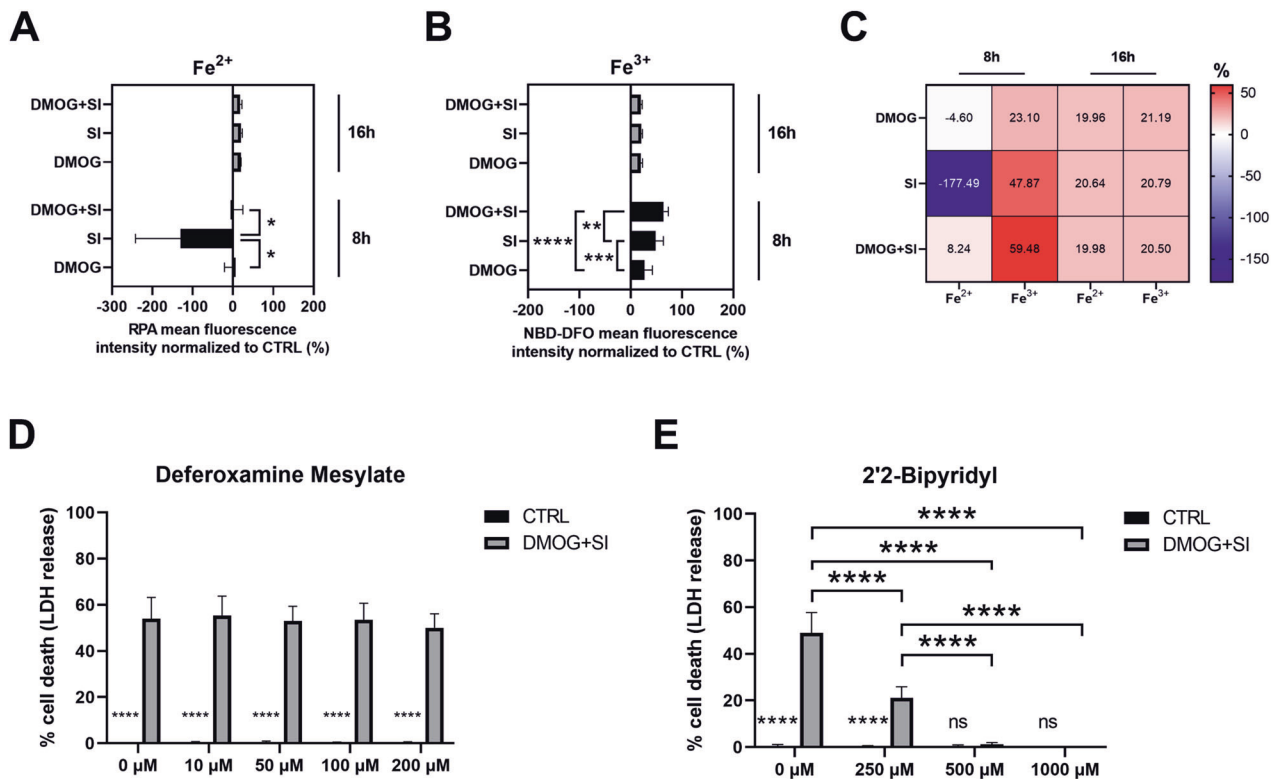 A
Fe2+
DMOG+SI
SI
DMOG
16h
DMOG+SI
SI
DMOG
8h
*
*
-300 -200 -100 0 100 200
RPA mean fluorescence
intensity normalized to CTRL (%)
B
Fe3+
DMOG+SI
SI
DMOG
16h
DMOG+SI
SI
DMOG
8h
**
****
***
-200 -100 0 100 200
NBD-DFO mean fluorescence
intensity normalized to CTRL (%)
C
8h 16h
%
DMOG -4.60 23.10 19.96 21.19
SI -177.49 47.87 20.64 20.79
DMOG+SI 8.24 59.48 19.98 20.50
Fe2+ Fe3+ Fe2+ Fe3+
50
0
-50
-100
-150
D
Deferoxamine Mesylate
% cell death (LDH release)
100
80
60
40
20
0
**** **** **** **** ****
0 µM 10 µM 50 µM 100 µM 200 µM
CTRL
DMOG+SI
E
2'2-Bipyridyl
% cell death (LDH release)
100
80
60
40
20
0
****
****
****
****
****
**** **** ns ns
0 µM 250 µM 500 µM 1000 µM
CTRL
DMOG+SI